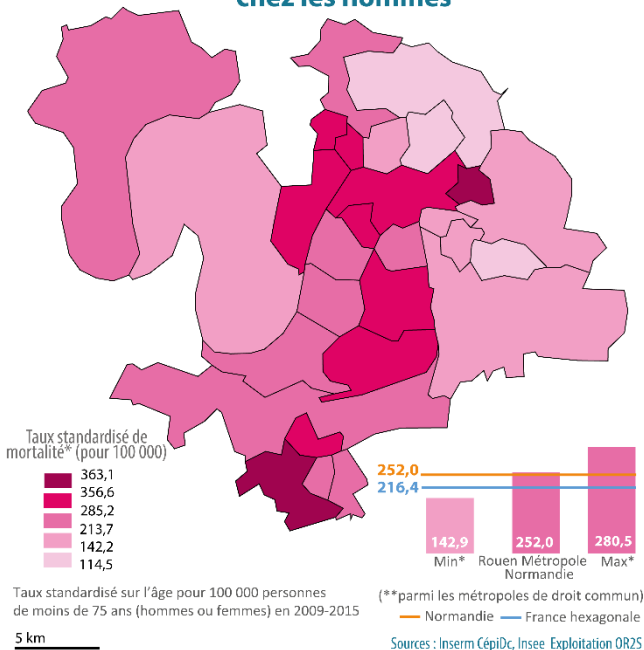 chez les hommes
Taux standardisé de
mortalité* (pour 100 000)
363,1
356,6
285,2
213,7
142,2
114,5
252,0
216,4
142,9
252,0
280,5
Min*
Rouen Métropole
Normandie
Max*
(**parmi les métropoles de droit commun)
Normandie
France hexagonale
Taux standardisé sur l'âge pour 100 000 personnes
de moins de 75 ans (hommes ou femmes) en 2009-2015
5 km
Sources : Inserm CépiDc, Insee Exploitation OR2S